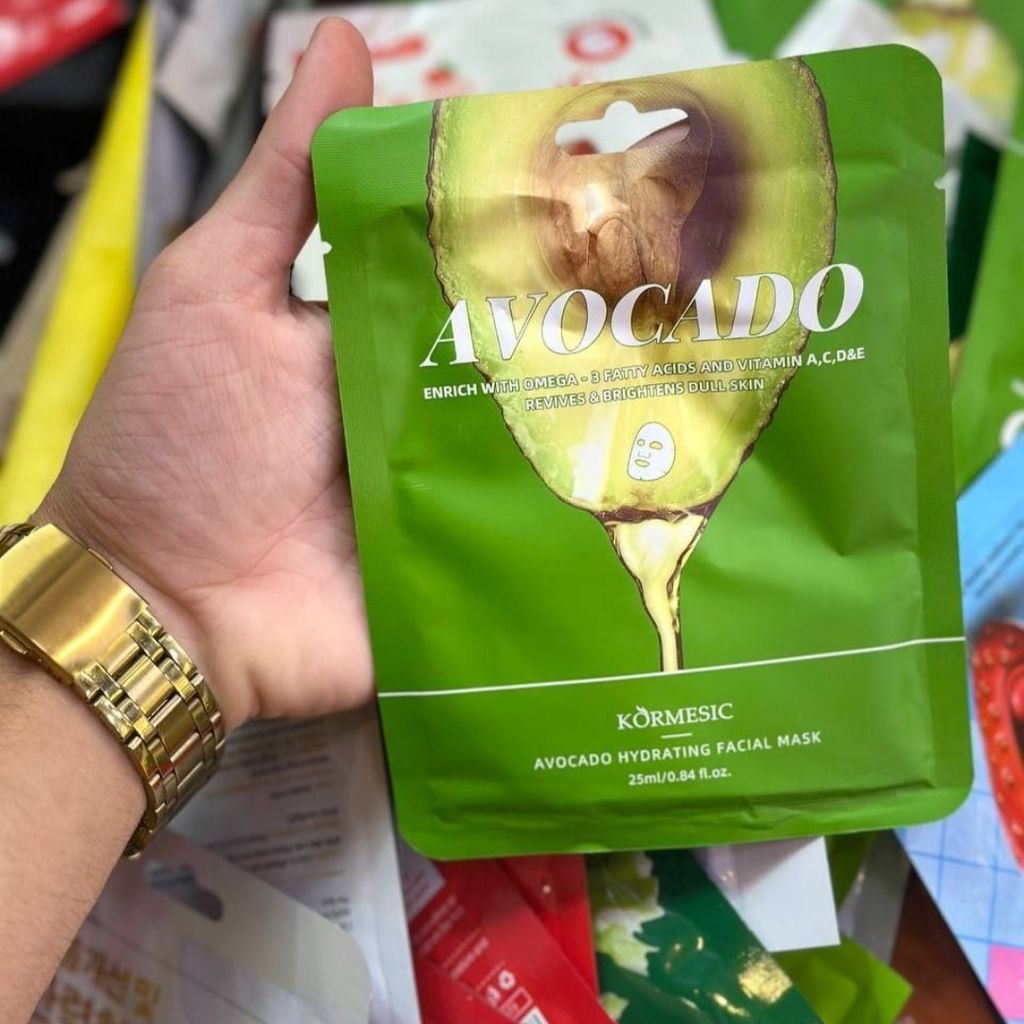 AVOCADO
ENRICH WITH OMEGA - 3 FATTY ACIDS AND VITAMIN A,C,D&E
REVIVES & BRIGHTENS DULL SKIN
KÒRMESIC
AVOCADO HYDRATING FACIAL MASK
25ml/0.84 fl.oz.